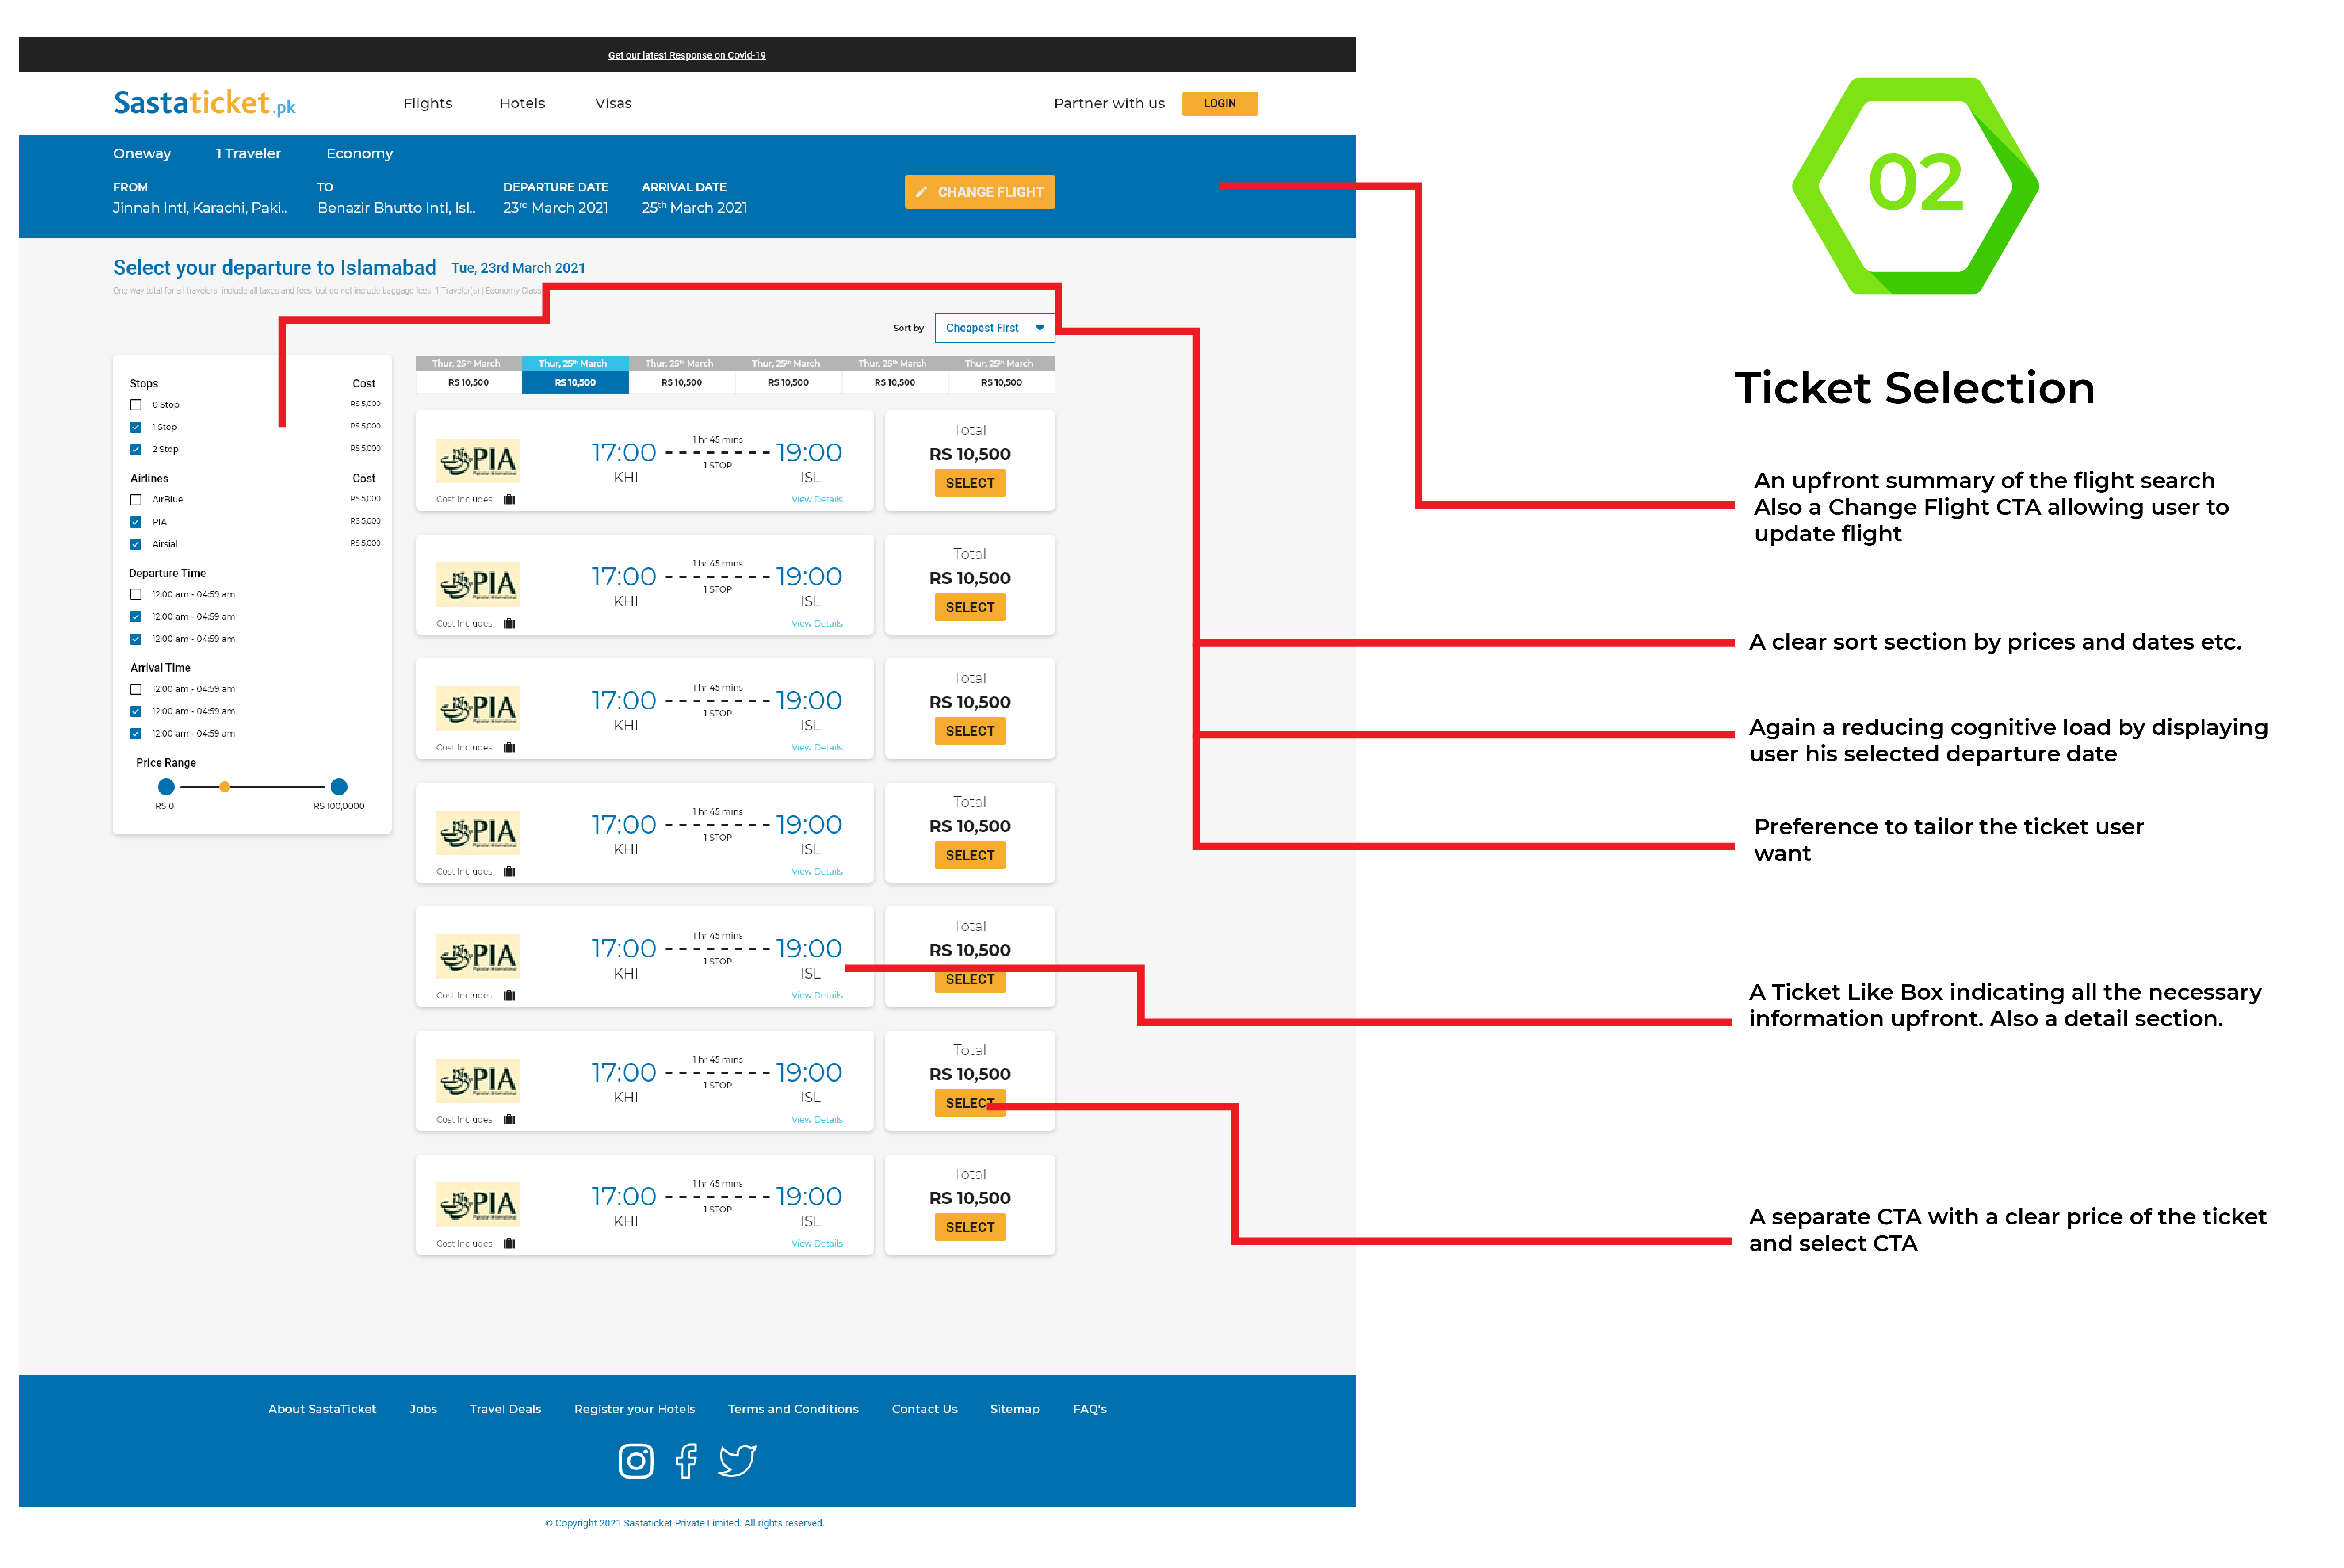 Get our latest Response on Covid-19
Sastaticket.pk
Flights Hotels Visas
Partner with us LOGIN
Oneway 1 Traveler Economy
FROM TO DEPARTURE DATE ARRIVAL DATE
Jinnah Intl, Karachi, Paki.. Benazir Bhutto Intl, Isl.. 23rd March 2021 25th March 2021
CHANGE FLIGHT
Select your departure to Islamabad Tue, 23rd March 2021
One way total for all travelers include all taxes and fees, but do not include baggage fees. 1 Traveler(s) | Economy Class
Sort by Cheapest First
Stops Cost
0 Stop RS 5,000
1 Stop RS 5,000
2 Stop RS 5,000
Airlines Cost
AirBlue RS 5,000
PIA RS 5,000
Airsial RS 5,000
Departure Time
12:00 am - 04:59 am
12:00 am - 04:59 am
12:00 am - 04:59 am
Arrival Time
12:00 am - 04:59 am
12:00 am - 04:59 am
12:00 am - 04:59 am
Price Range
RS 0 RS 100,0000
Thur, 25th March Thur, 25th March Thur, 25th March Thur, 25th March Thur, 25th March Thur, 25th March
RS 10,500 RS 10,500 RS 10,500 RS 10,500 RS 10,500 RS 10,500
PIA
Pakistan International
17:00 1 hr 45 mins 19:00
1 STOP
KHI ISL
Cost Includes View Details
Total
RS 10,500
SELECT
PIA
Pakistan International
17:00 1 hr 45 mins 19:00
1 STOP
KHI ISL
Cost Includes View Details
Total
RS 10,500
SELECT
PIA
Pakistan International
17:00 1 hr 45 mins 19:00
1 STOP
KHI ISL
Cost Includes View Details
Total
RS 10,500
SELECT
PIA
Pakistan International
17:00 1 hr 45 mins 19:00
1 STOP
KHI ISL
Cost Includes View Details
Total
RS 10,500
SELECT
PIA
Pakistan International
17:00 1 hr 45 mins 19:00
1 STOP
KHI ISL
Cost Includes View Details
Total
RS 10,500
SELECT
PIA
Pakistan International
17:00 1 hr 45 mins 19:00
1 STOP
KHI ISL
Cost Includes View Details
Total
RS 10,500
SELECT
PIA
Pakistan International
17:00 1 hr 45 mins 19:00
1 STOP
KHI ISL
Cost Includes View Details
Total
RS 10,500
SELECT
About SastaTicket Jobs Travel Deals Register your Hotels Terms and Conditions Contact Us Sitemap FAQ's
© Copyright 2021 Sastaticket Private Limited. All rights reserved.
02
Ticket Selection
An upfront summary of the flight search
Also a Change Flight CTA allowing user to
update flight
A clear sort section by prices and dates etc.
Again a reducing cognitive load by displaying
user his selected departure date
Preference to tailor the ticket user
want
A Ticket Like Box indicating all the necessary
information upfront. Also a detail section.
A separate CTA with a clear price of the ticket
and select CTA